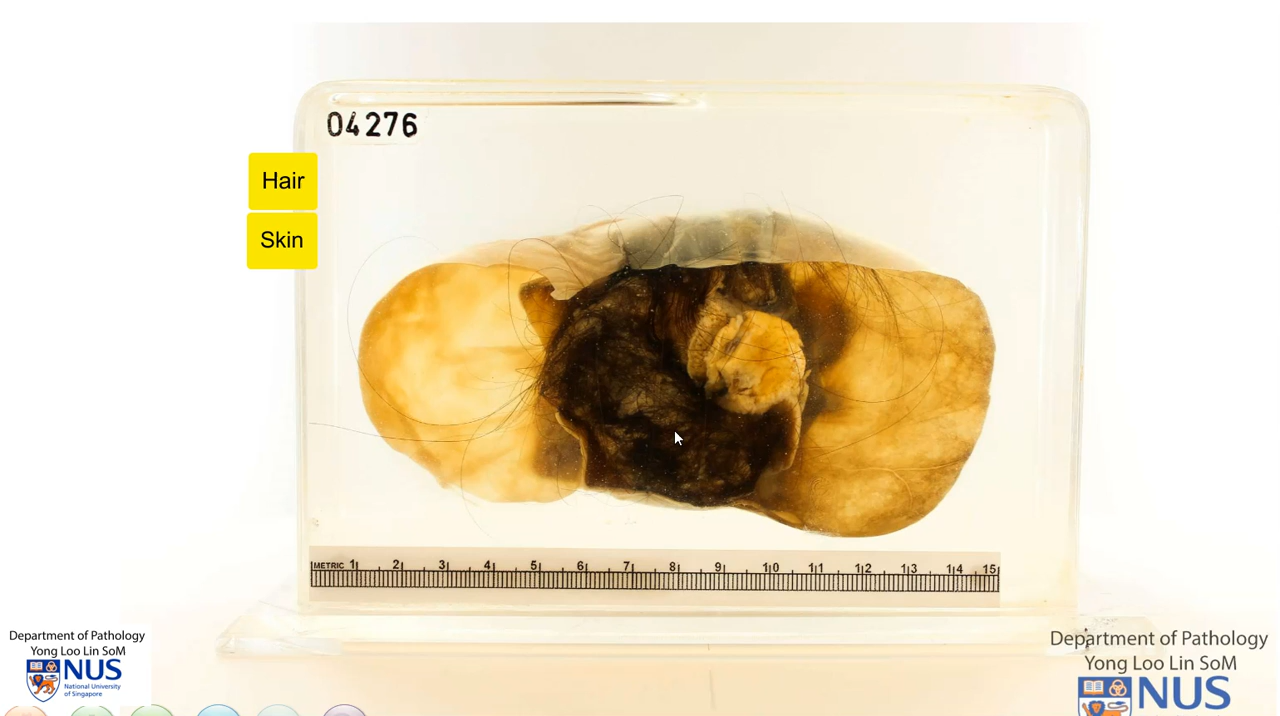 04276
Hair
Skin
METRIC 1 2 3 4 5 6 7 8 9 10 11 12 13 14 15
Department of Pathology
Yong Loo Lin SoM
NUS
National University
of Singapore
Department of Pathology
Yong Loo Lin SoM
NUS